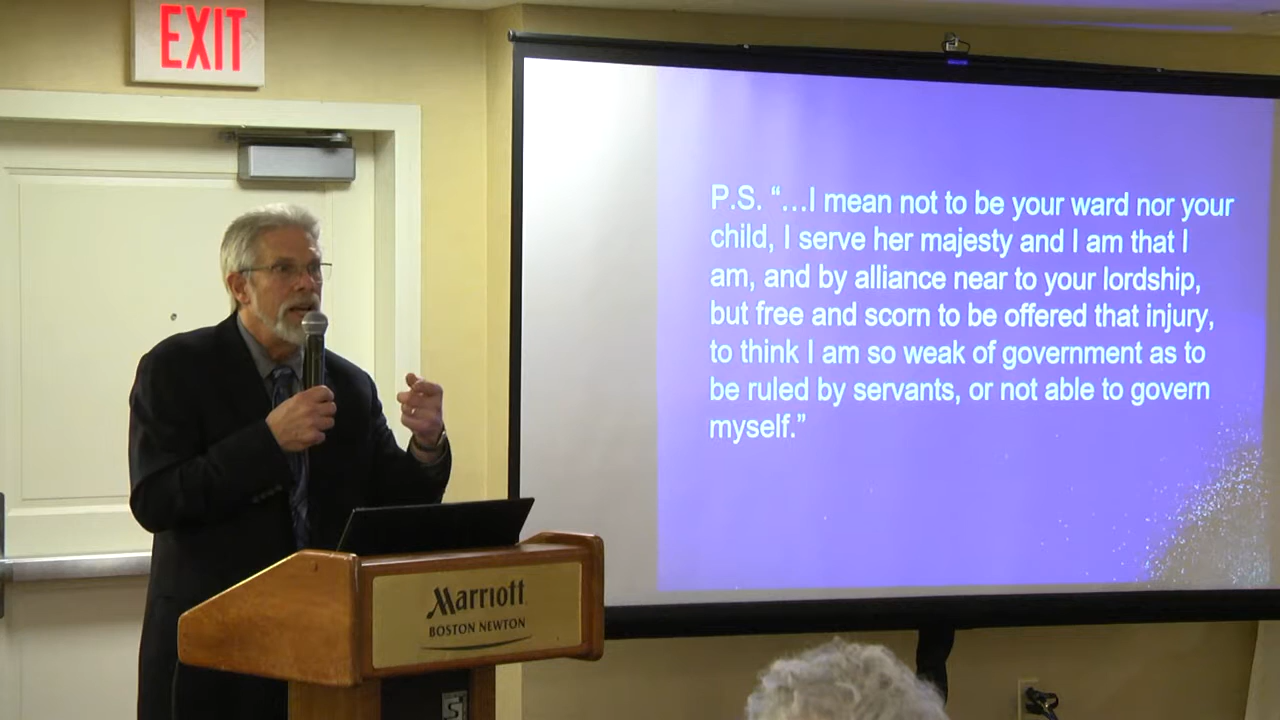 EXIT
P.S. “…I mean not to be your ward nor your
child, I serve her majesty and I am that I
am, and by alliance near to your lordship,
but free and scorn to be offered that injury,
to think I am so weak of government as to
be ruled by servants, or not able to govern
myself.”
Marriott
BOSTON NEWTON